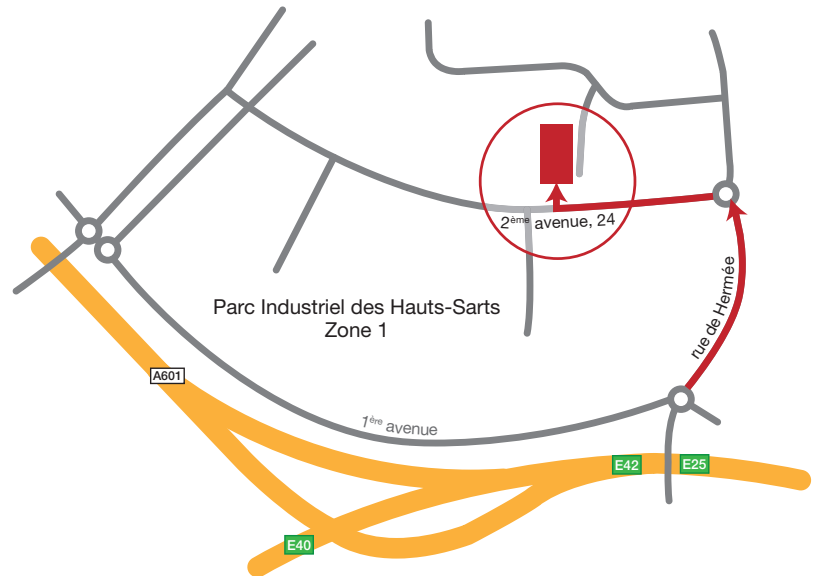 2ème avenue, 24
rue de Hermée
Parc Industriel des Hauts-Sarts
Zone 1
A601
1ère avenue
E42
E25
E40